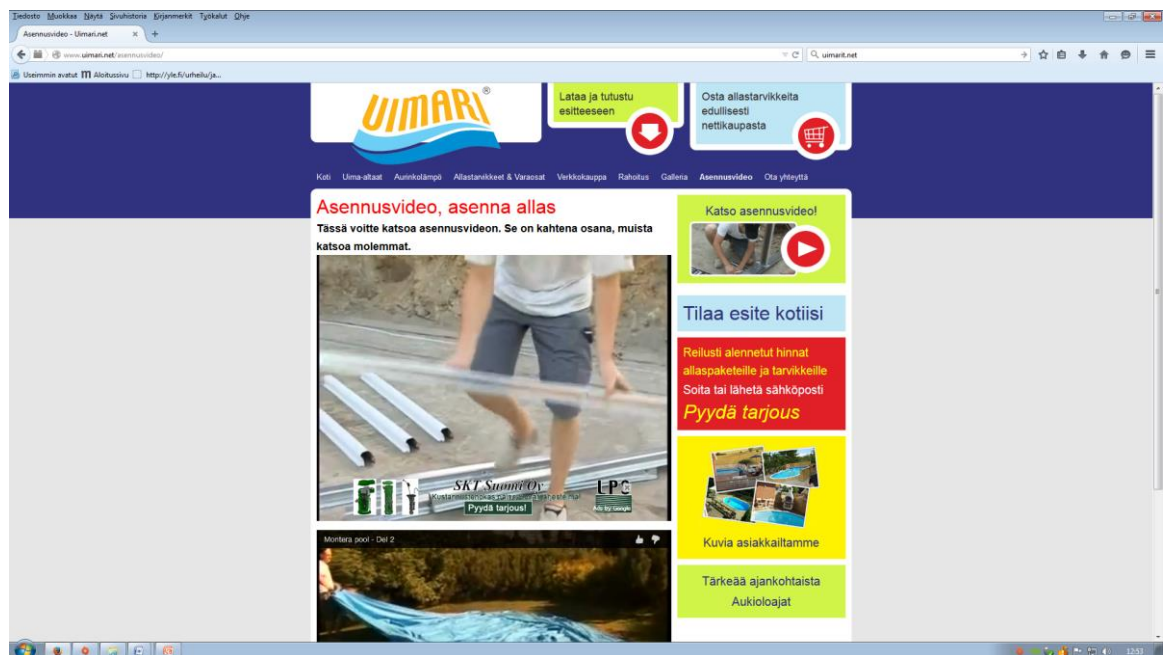 Tiedosto Muokkaa Näytä Sivuhistoria Kirjanmerkit Työkalut Ohje
Asennusvideo - Uimari.net × +
www.uimari.net/asennusvideo/
uimarit.net
Useimmin avatut Aloitussivu http://yle.fi/urheilu/ja...
UIMARI®
Lataa ja tutustu
esitteeseen
Osta allastarvikkeita
edullisesti
nettikaupasta
Koti Uima-altaat Aurinkolämpö Allastarvikkeet & Varaosat Verkkokauppa Rahoitus Galleria Asennusvideo Ota yhteyttä
Asennusvideo, asenna allas
Tässä voitte katsoa asennusvideon. Se on kahtena osana, muista
katsoa molemmat.
SKT Suomi Oy
Pyydä tarjous!
LPC
Ads by Google
Montera pool - Del 2
Katso asennusvideo!
Tilaa esite kotiisi
Reilusti alennetut hinnat
allaspaketeille ja tarvikkeille
Soita tai lähetä sähköposti
Pyydä tarjous
Kuvia asiakkailtamme
Tärkeää ajankohtaista
Aukioloajat
12:53